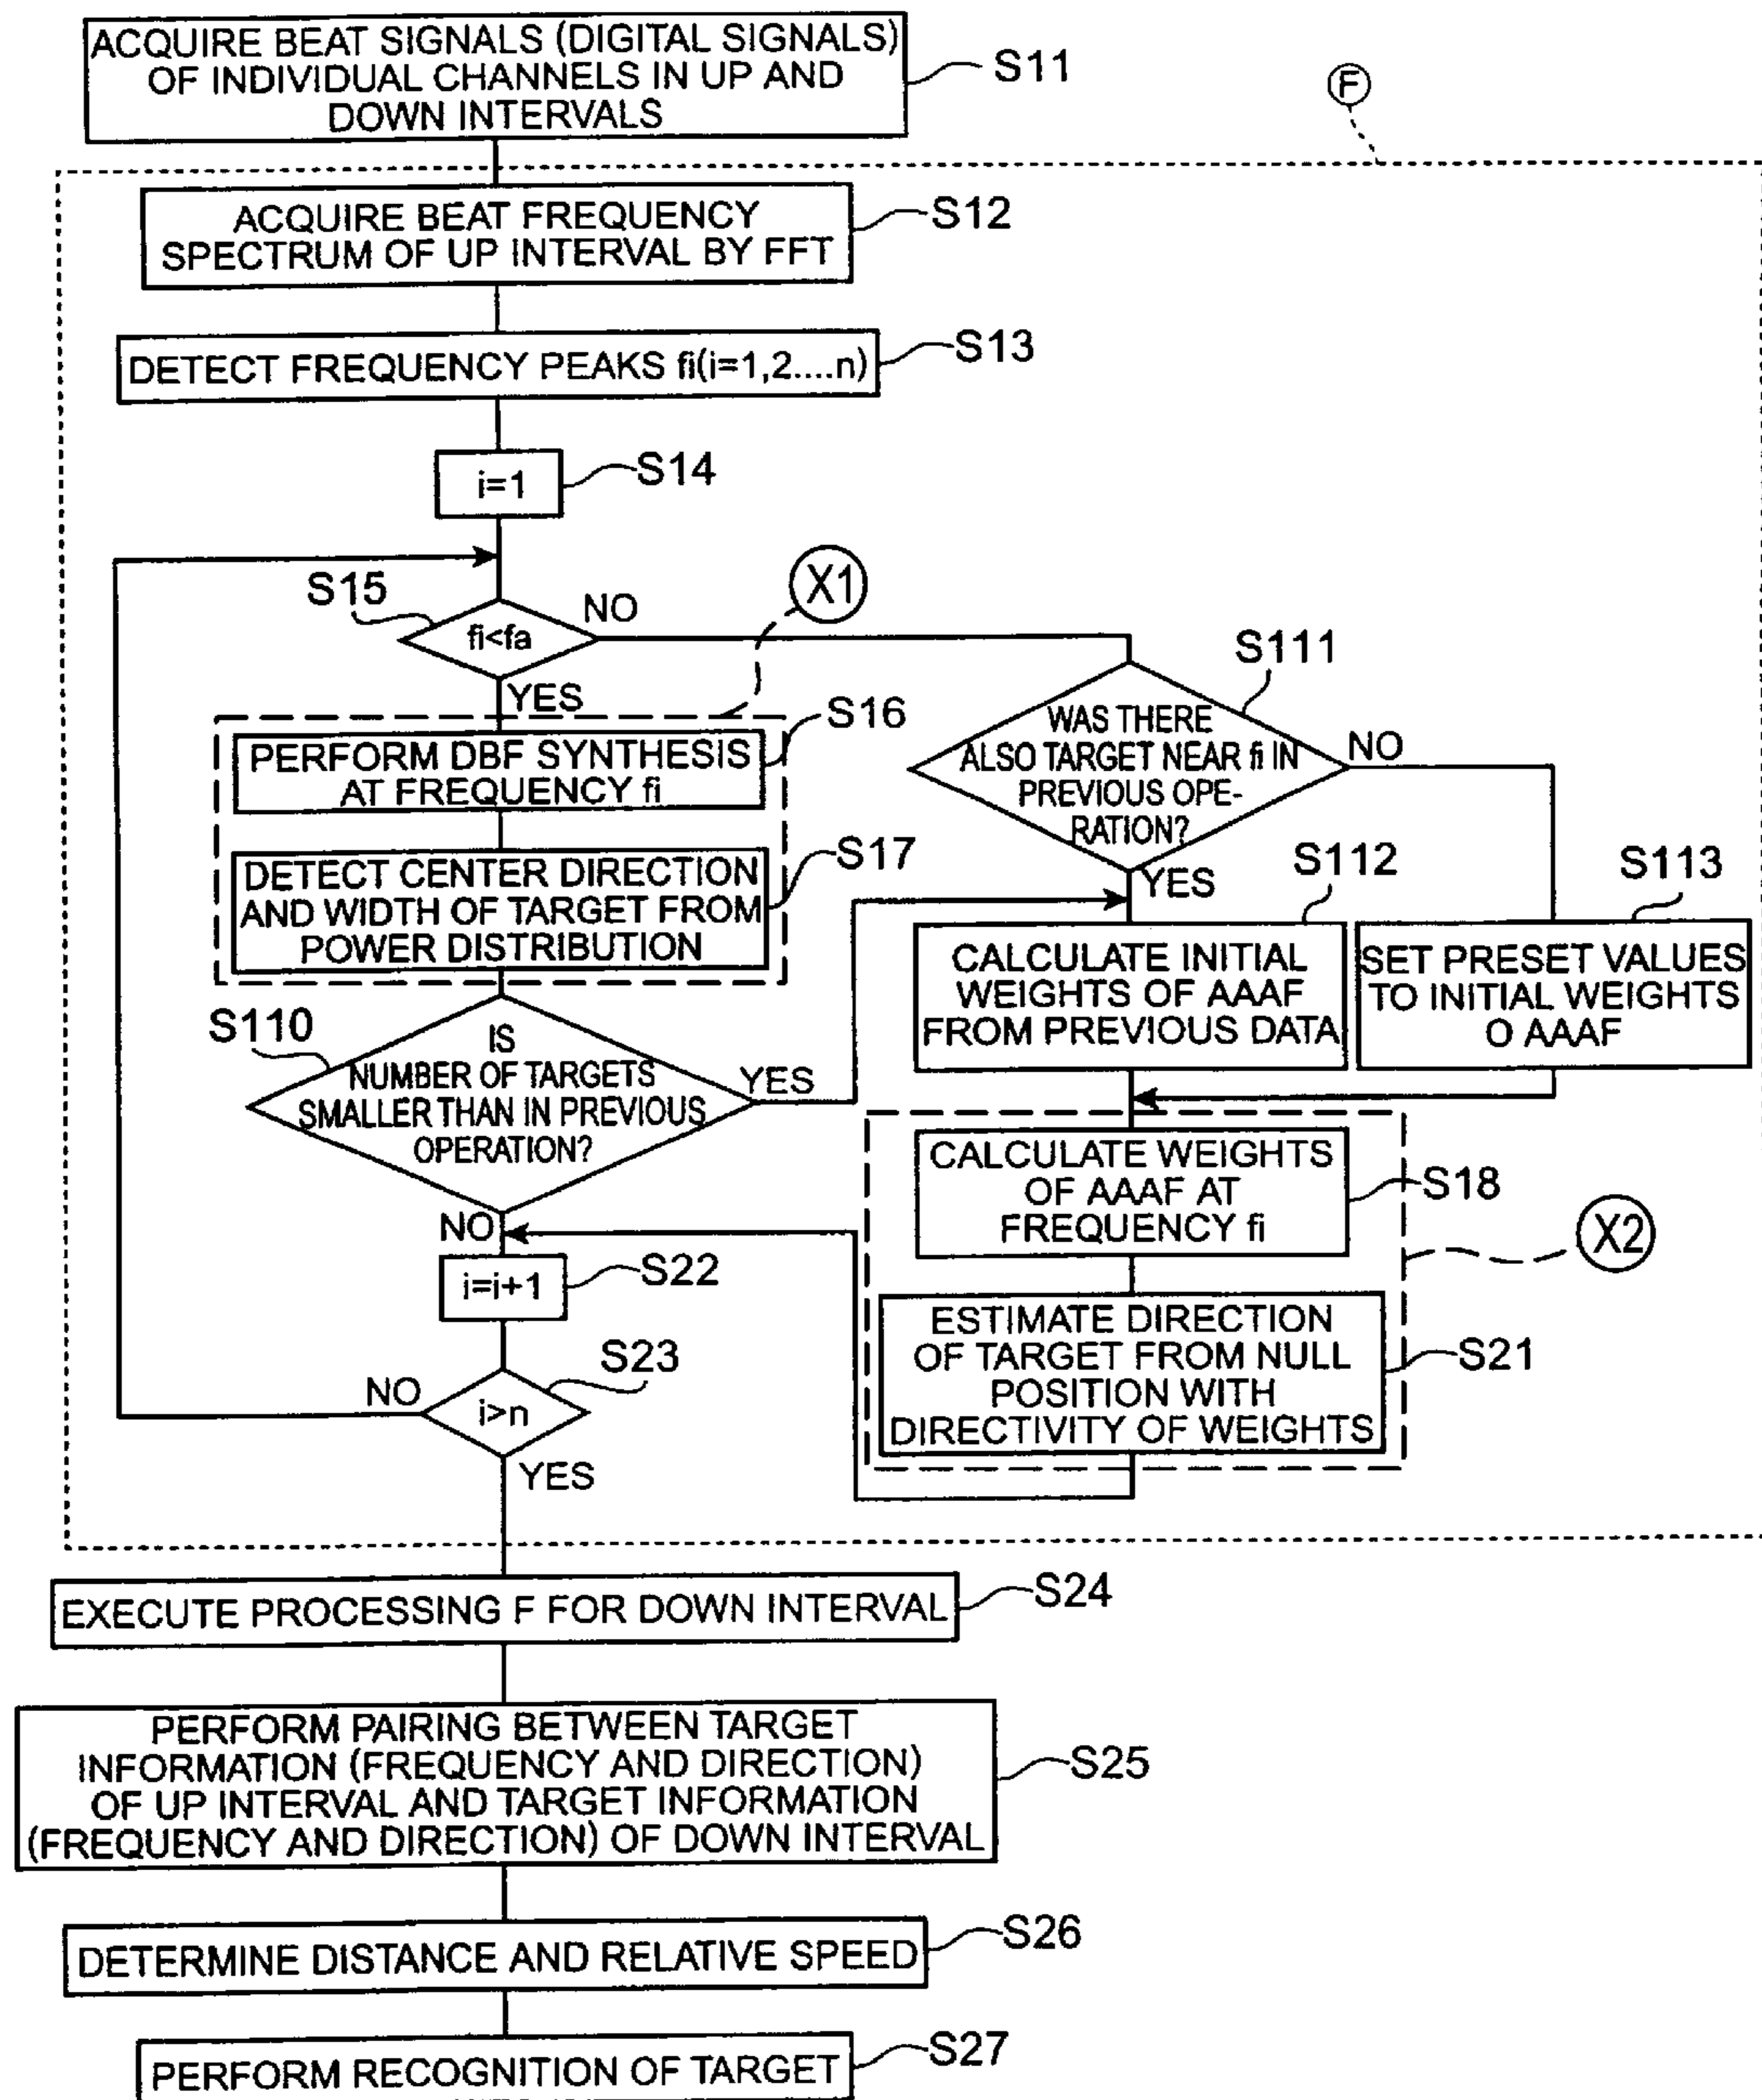 ACQUIRE BEAT SIGNALS (DIGITAL SIGNALS)
OF INDIVIDUAL CHANNELS IN UP AND
DOWN INTERVALS
S11
F
ACQUIRE BEAT FREQUENCY
SPECTRUM OF UP INTERVAL BY FFT
S12
DETECT FREQUENCY PEAKS fi(i=1,2....n)
S13
i=1
S14
X1
S15
fi<fa
NO
YES
S16
PERFORM DBF SYNTHESIS
AT FREQUENCY fi
S17
DETECT CENTER DIRECTION
AND WIDTH OF TARGET FROM
POWER DISTRIBUTION
S110
IS
NUMBER OF TARGETS
SMALLER THAN IN PREVIOUS
OPERATION?
YES
NO
S111
WAS THERE
ALSO TARGET NEAR fi IN
PREVIOUS OPE-
RATION?
NO
YES
S112
CALCULATE INITIAL
WEIGHTS OF AAAF
FROM PREVIOUS DATA
S113
SET PRESET VALUES
TO INITIAL WEIGHTS
O AAAF
CALCULATE WEIGHTS
OF AAAF AT
FREQUENCY fi
S18
X2
ESTIMATE DIRECTION
OF TARGET FROM NULL
POSITION WITH
DIRECTIVITY OF WEIGHTS
S21
i=i+1
S22
S23
NO
i>n
YES
EXECUTE PROCESSING F FOR DOWN INTERVAL
S24
PERFORM PAIRING BETWEEN TARGET
INFORMATION (FREQUENCY AND DIRECTION)
OF UP INTERVAL AND TARGET INFORMATION
(FREQUENCY AND DIRECTION) OF DOWN INTERVAL
S25
DETERMINE DISTANCE AND RELATIVE SPEED
S26
PERFORM RECOGNITION OF TARGET
S27